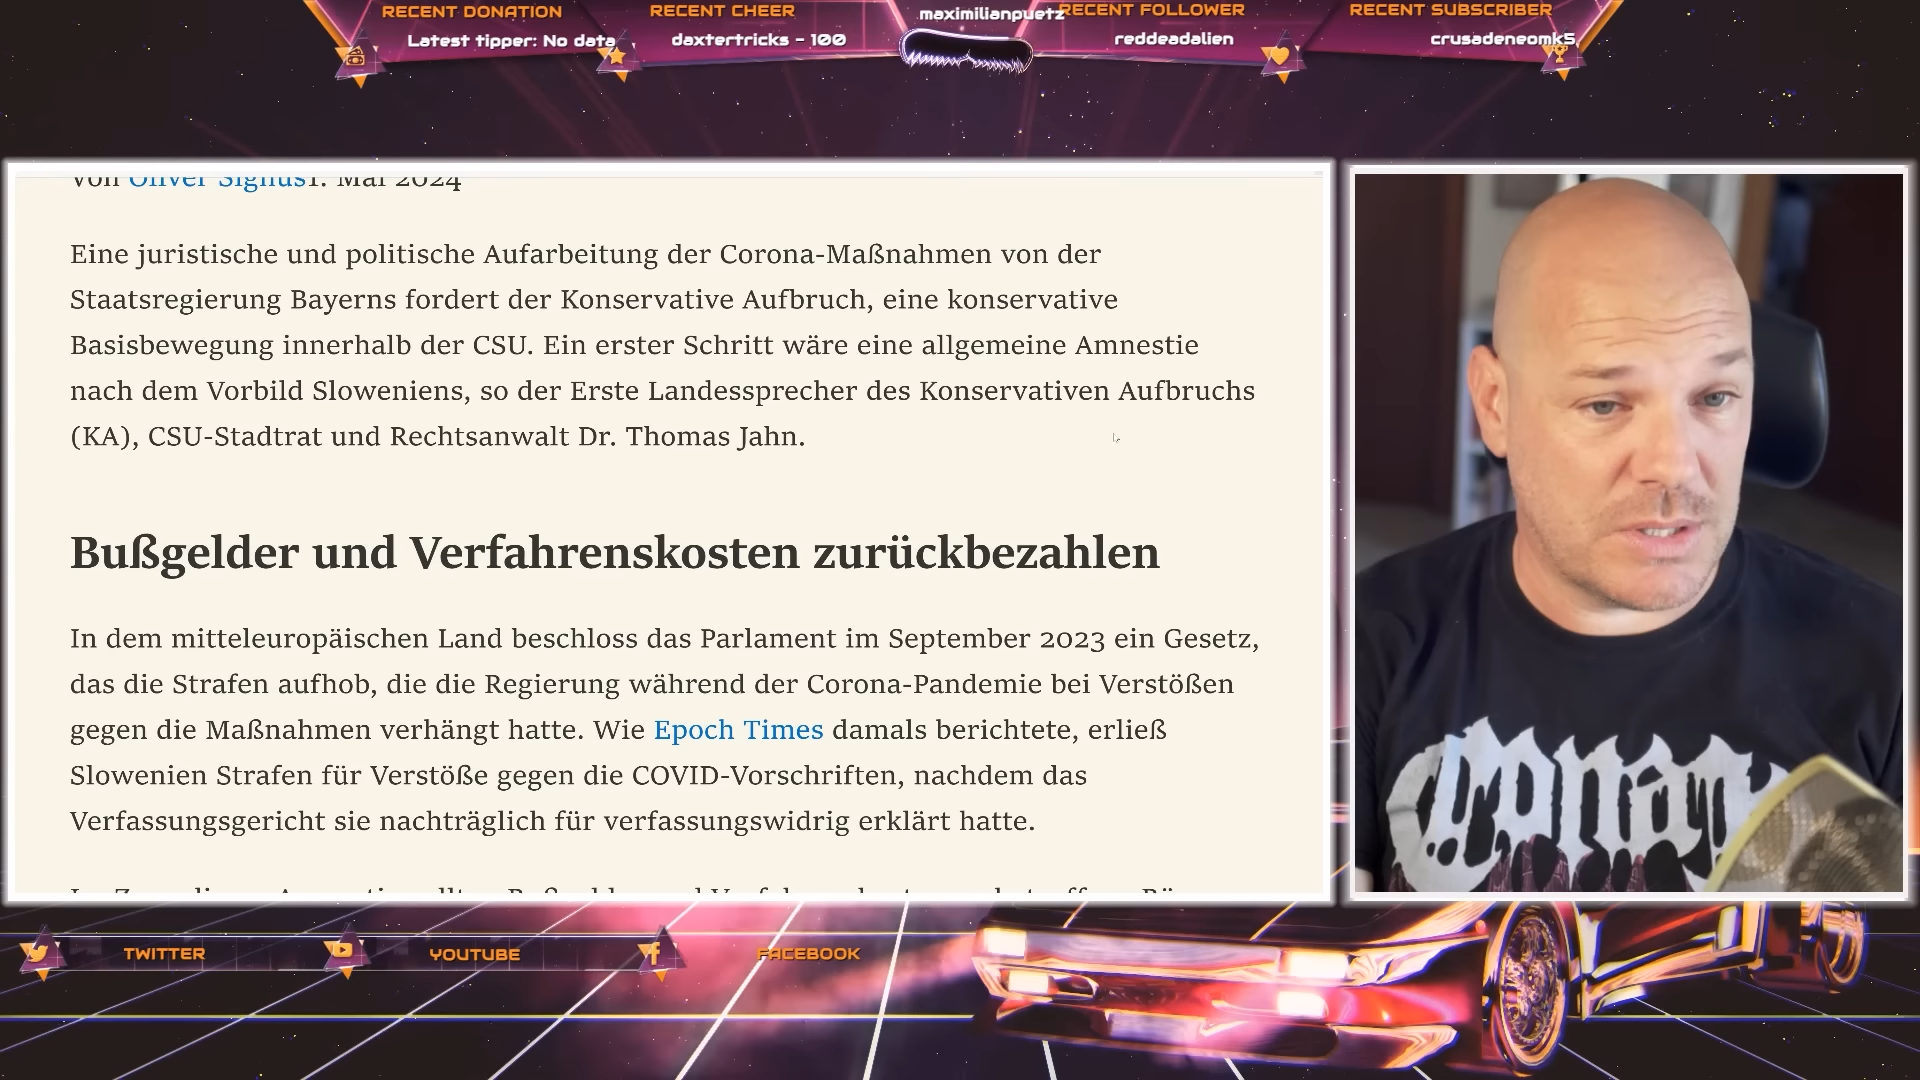 RECENT DONATION
Latest tipper: No data
RECENT CHEER
daxtertricks - 100
maximilianpuetz
RECENT FOLLOWER
reddeadalien
RECENT SUBSCRIBER
crusadeneomk5
von Oliver Signus1. Mai 2024
Eine juristische und politische Aufarbeitung der Corona-Maßnahmen von der
Staatsregierung Bayerns fordert der Konservative Aufbruch, eine konservative
Basisbewegung innerhalb der CSU. Ein erster Schritt wäre eine allgemeine Amnestie
nach dem Vorbild Sloweniens, so der Erste Landessprecher des Konservativen Aufbruchs
(KA), CSU-Stadtrat und Rechtsanwalt Dr. Thomas Jahn.
Bußgelder und Verfahrenskosten zurückbezahlen
In dem mitteleuropäischen Land beschloss das Parlament im September 2023 ein Gesetz,
das die Strafen aufhob, die die Regierung während der Corona-Pandemie bei Verstößen
gegen die Maßnahmen verhängt hatte. Wie Epoch Times damals berichtete, erließ
Slowenien Strafen für Verstöße gegen die COVID-Vorschriften, nachdem das
Verfassungsgericht sie nachträglich für verfassungswidrig erklärt hatte.
Conan
TWITTER
YOUTUBE
FACEBOOK